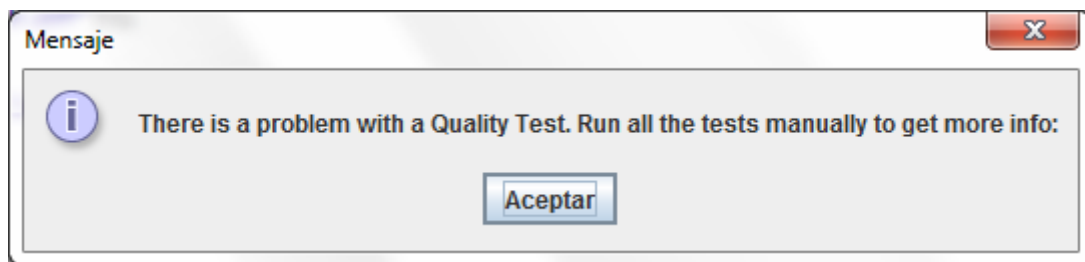 Mensaje
There is a problem with a Quality Test. Run all the tests manually to get more info:
Aceptar